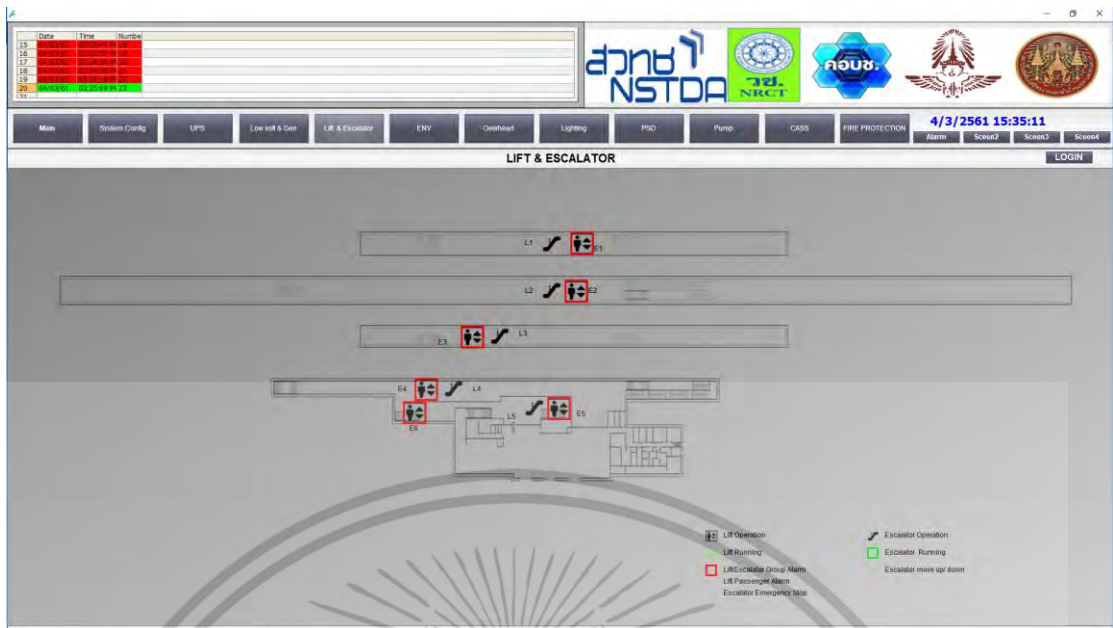 Date Time Numbe
15
16
17
18
19
20 04/03/61 03:25:09 PM 23
21
สวทช
NSTDA
วช.
NRCT
คอบช.
Main System Config UPS Low volt & Gen Lift & Escalator ENV Overhead Lighting PSD Pump CASS FIRE PROTECTION
4/3/2561 15:35:11
Alarm Sceen2 Sceen3 Sceen4
LIFT & ESCALATOR
LOGIN
L1 E1
L2 E2
E3 L3
E4 L4
L5 E5
E6
Lift Operation Escalator Operation
Lift Running Escalator Running
Lift/Escalator Group Alarm Escalator move up/ down
Lift Passenger Alarm
Escalator Emergency Stop